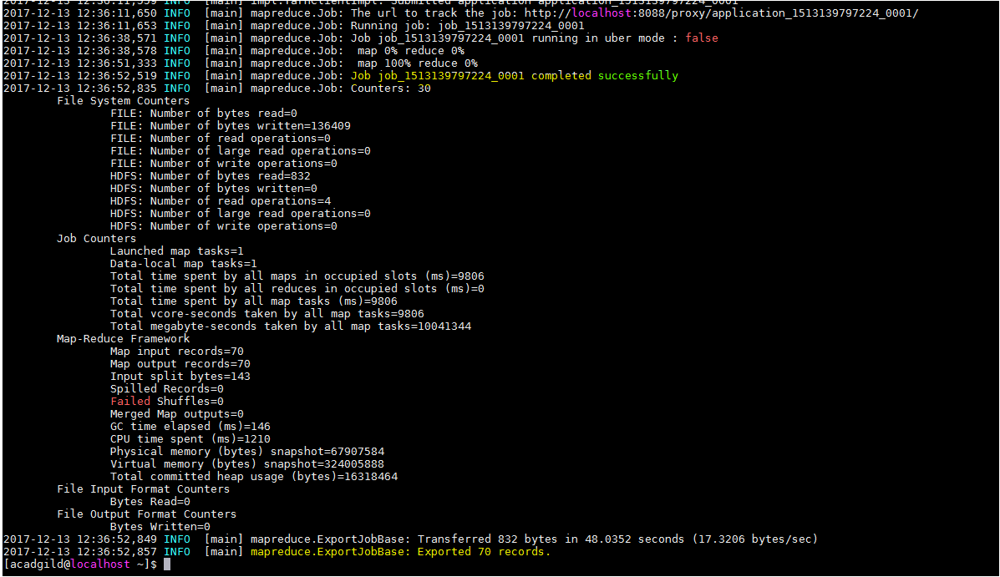 2017-12-13 12:36:11,559 INFO  [main] impl.YarnClientImpl: Submitted application application_1513139797224_0001
2017-12-13 12:36:11,650 INFO  [main] mapreduce.Job: The url to track the job: http://localhost:8088/proxy/application_1513139797224_0001/
2017-12-13 12:36:11,653 INFO  [main] mapreduce.Job: Running job: job_1513139797224_0001
2017-12-13 12:36:38,571 INFO  [main] mapreduce.Job: Job job_1513139797224_0001 running in uber mode : false
2017-12-13 12:36:38,578 INFO  [main] mapreduce.Job:  map 0% reduce 0%
2017-12-13 12:36:51,333 INFO  [main] mapreduce.Job:  map 100% reduce 0%
2017-12-13 12:36:52,519 INFO  [main] mapreduce.Job: Job job_1513139797224_0001 completed successfully
2017-12-13 12:36:52,835 INFO  [main] mapreduce.Job: Counters: 30
File System Counters
FILE: Number of bytes read=0
FILE: Number of bytes written=136409
FILE: Number of read operations=0
FILE: Number of large read operations=0
FILE: Number of write operations=0
HDFS: Number of bytes read=832
HDFS: Number of bytes written=0
HDFS: Number of read operations=4
HDFS: Number of large read operations=0
HDFS: Number of write operations=0
Job Counters
Launched map tasks=1
Data-local map tasks=1
Total time spent by all maps in occupied slots (ms)=9806
Total time spent by all reduces in occupied slots (ms)=0
Total time spent by all map tasks (ms)=9806
Total vcore-seconds taken by all map tasks=9806
Total megabyte-seconds taken by all map tasks=10041344
Map-Reduce Framework
Map input records=70
Map output records=70
Input split bytes=143
Spilled Records=0
Failed Shuffles=0
Merged Map outputs=0
GC time elapsed (ms)=146
CPU time spent (ms)=1210
Physical memory (bytes) snapshot=67907584
Virtual memory (bytes) snapshot=324005888
Total committed heap usage (bytes)=16318464
File Input Format Counters
Bytes Read=0
File Output Format Counters
Bytes Written=0
2017-12-13 12:36:52,849 INFO  [main] mapreduce.ExportJobBase: Transferred 832 bytes in 48.0352 seconds (17.3206 bytes/sec)
2017-12-13 12:36:52,857 INFO  [main] mapreduce.ExportJobBase: Exported 70 records.
[acadgild@localhost ~]$